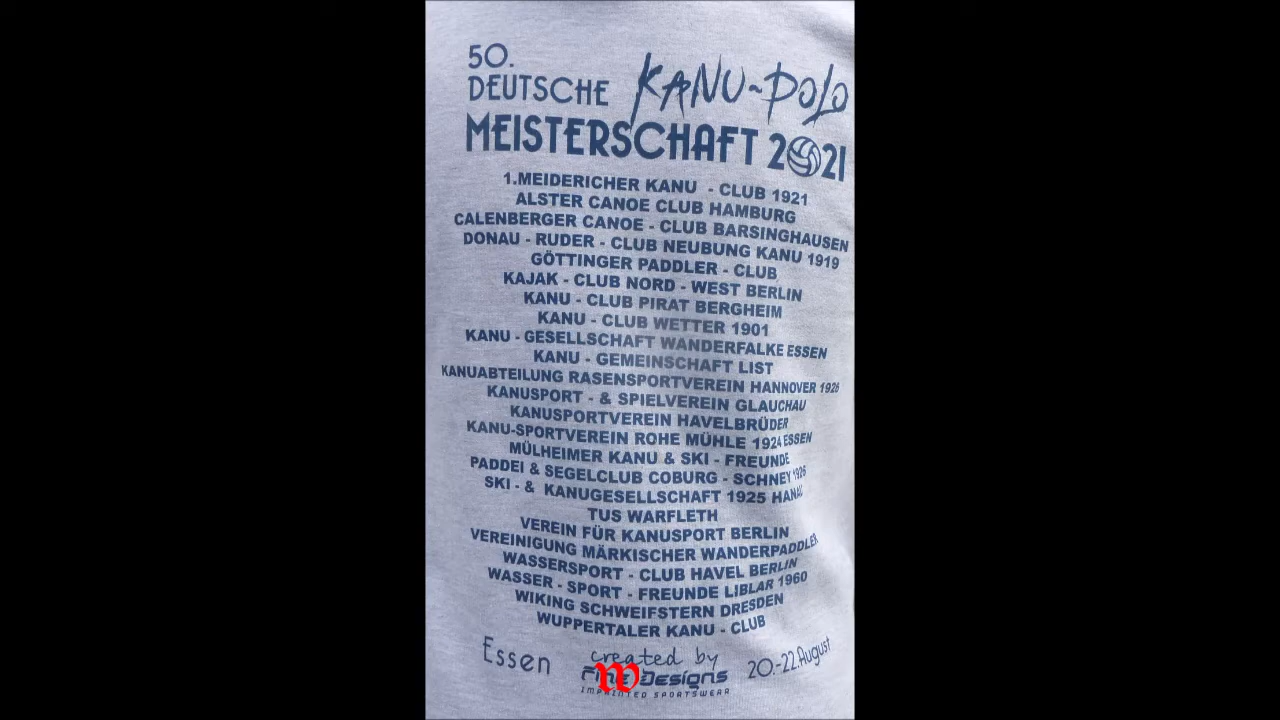 50.
DEUTSCHE KANU-POLO
MEISTERSCHAFT 2021
1.MEIDERICHER KANU - CLUB 1921
ALSTER CANOE CLUB HAMBURG
CALENBERGER CANOE - CLUB BARSINGHAUSEN
DONAU - RUDER - CLUB NEUBUNG KANU 1919
GÖTTINGER PADDLER - CLUB
KAJAK - CLUB NORD - WEST BERLIN
KANU - CLUB PIRAT BERGHEIM
KANU - CLUB WETTER 1901
KANU - GESELLSCHAFT WANDERFALKE ESSEN
KANU - GEMEINSCHAFT LIST
KANUABTEILUNG RASENSPORTVEREIN HANNOVER 1926
KANUSPORT - & SPIELVEREIN GLAUCHAU
KANUSPORTVEREIN HAVELBRÜDER
KANU-SPORTVEREIN ROHE MÜHLE 1924 ESSEN
MÜLHEIMER KANU & SKI - FREUNDE
PADDEI & SEGELCLUB COBURG - SCHNEY 1926
SKI - & KANUGESELLSCHAFT 1925 HANAU
TUS WARFLETH
VEREIN FÜR KANUSPORT BERLIN
VEREINIGUNG MÄRKISCHER WANDERPADDLER
WASSERSPORT - CLUB HAVEL BERLIN
WASSER - SPORT - FREUNDE LIBLAR 1960
WIKING SCHWEIFSTERN DRESDEN
WUPPERTALER KANU - CLUB
Essen created by 20.-22.August
Fine Designs
IMPRINTED SPORTSWEAR
W